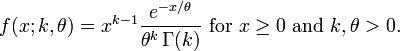 f(x; k, θ) = x^{k−1} \frac{e^{−x/θ}}{θ^k Γ(k)} for x ≥ 0 and k, θ > 0.